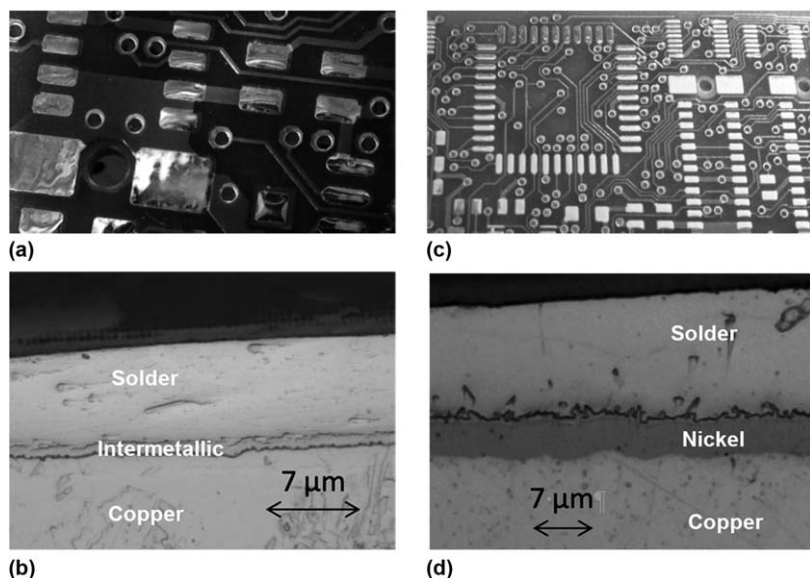 (a)
(c)
Solder
Intermetallic
7 µm
Copper
(b)
Solder
Nickel
7 µm
Copper
(d)